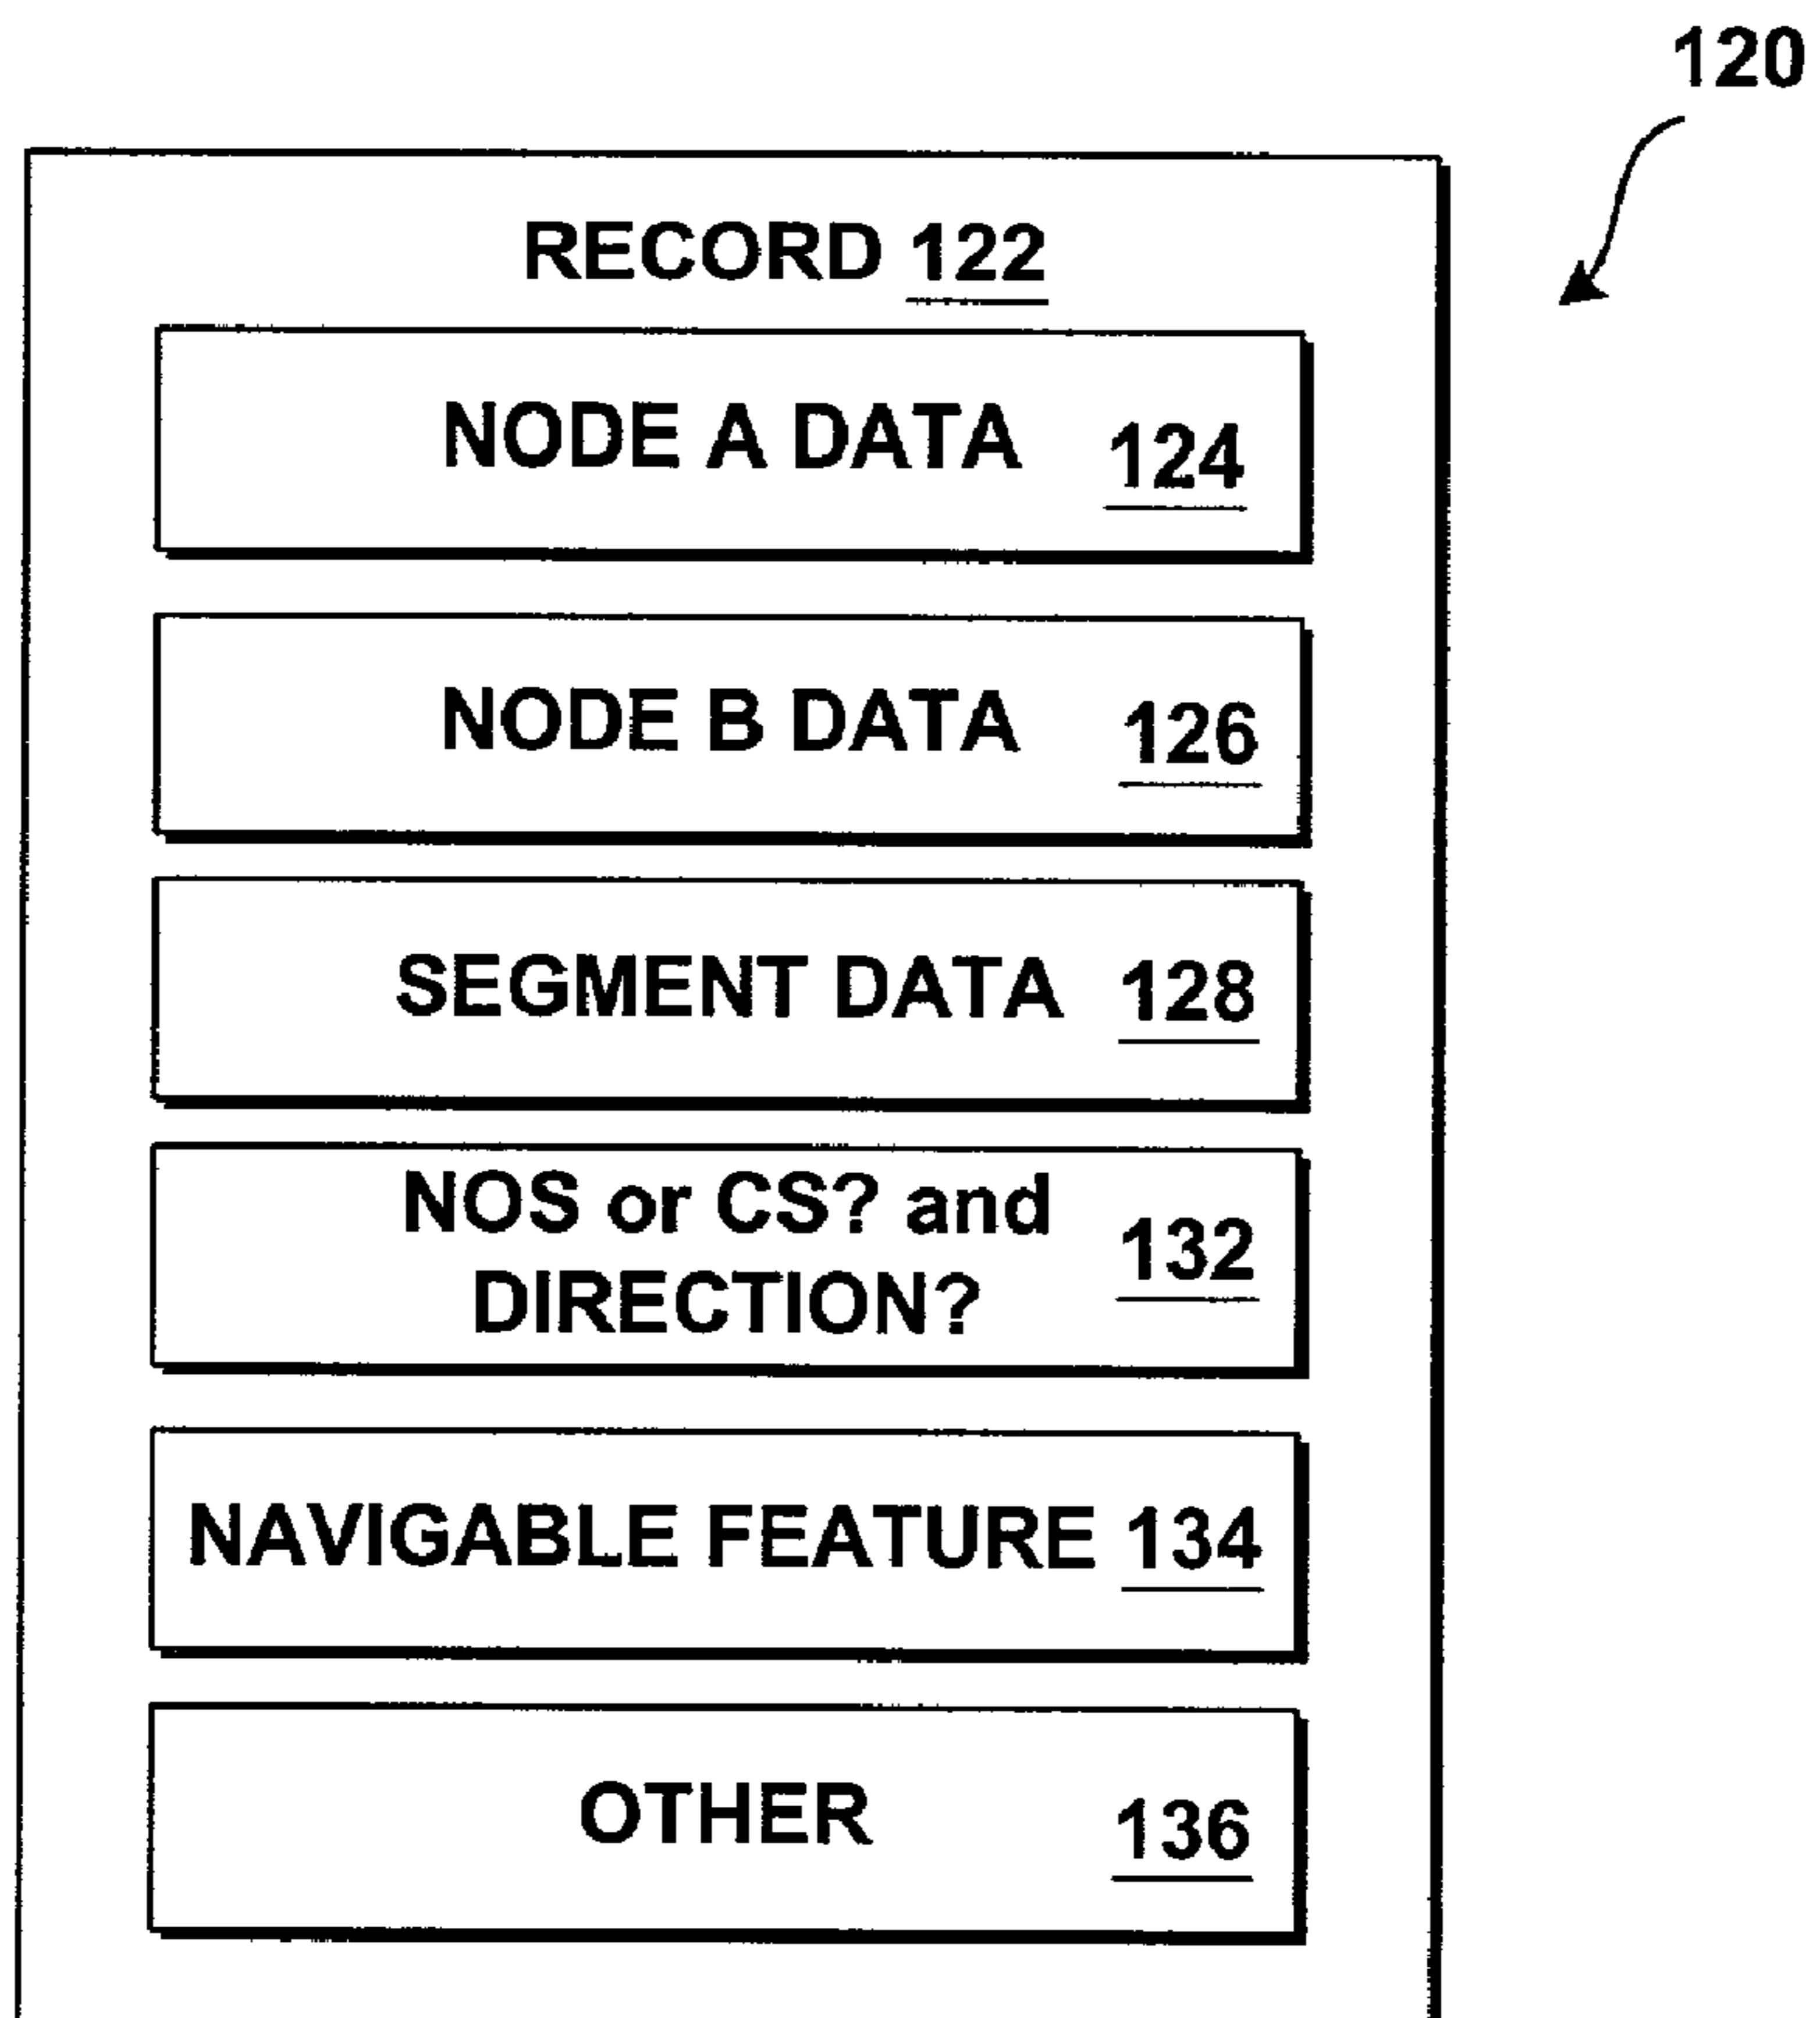 120
RECORD 122
NODE A DATA 124
NODE B DATA 126
SEGMENT DATA 128
NOS or CS? and
DIRECTION? 132
NAVIGABLE FEATURE 134
OTHER 136